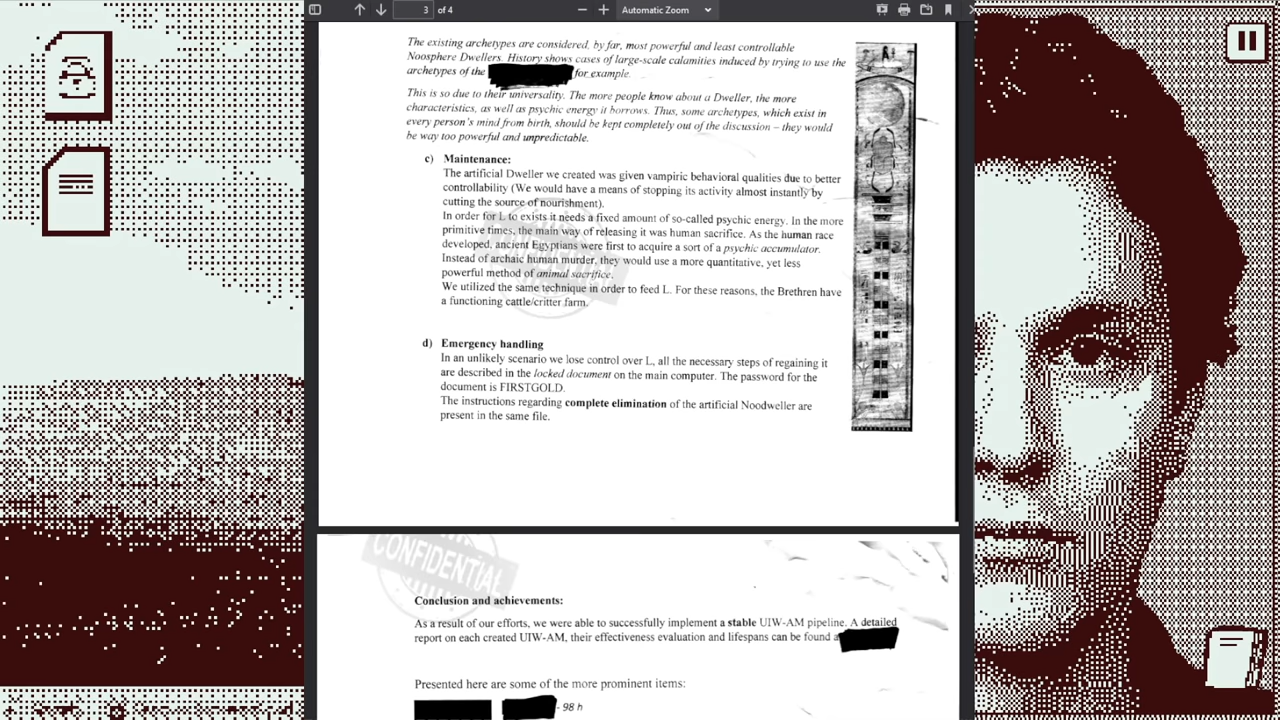 3 of 4
Automatic Zoom
The existing archetypes are considered, by far, most powerful and least controllable
Noosphere Dwellers. History shows cases of large-scale calamities induced by trying to use the
archetypes of the for example.
This is so due to their universality. The more people know about a Dweller, the more
characteristics, as well as psychic energy it borrows. Thus, some archetypes, which exist in
every person's mind from birth, should be kept completely out of the discussion – they would
be way too powerful and unpredictable.
c) Maintenance:
The artificial Dweller we created was given vampiric behavioral qualities due to better
controllability (We would have a means of stopping its activity almost instantly by
cutting the source of nourishment).
In order for L to exists it needs a fixed amount of so-called psychic energy. In the more
primitive times, the main way of releasing it was human sacrifice. As the human race
developed, ancient Egyptians were first to acquire a sort of a psychic accumulator.
Instead of archaic human murder, they would use a more quantitative, yet less
powerful method of animal sacrifice.
We utilized the same technique in order to feed L. For these reasons, the Brethren have
a functioning cattle/critter farm.
d) Emergency handling
In an unlikely scenario we lose control over L, all the necessary steps of regaining it
are described in the locked document on the main computer. The password for the
document is FIRSTGOLD.
The instructions regarding complete elimination of the artificial Noodweller are
present in the same file.
CONFIDENTIAL
Conclusion and achievements:
As a result of our efforts, we were able to successfully implement a stable UIW-AM pipeline. A detailed
report on each created UIW-AM, their effectiveness evaluation and lifespans can be found
Presented here are some of the more prominent items:
- 98 h